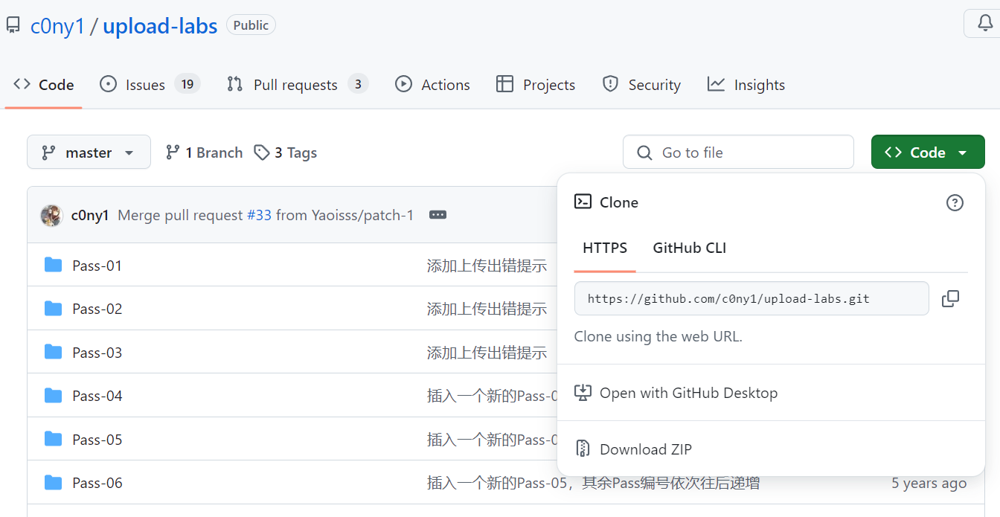 c0ny1 / upload-labs Public
Code Issues 19 Pull requests 3 Actions Projects Security Insights
master 1 Branch 3 Tags Go to file Code
c0ny1 Merge pull request #33 from Yaoisss/patch-1
Clone
HTTPS GitHub CLI
https://github.com/c0ny1/upload-labs.git
Clone using the web URL.
Open with GitHub Desktop
Download ZIP
Pass-01 添加上传出错提示
Pass-02 添加上传出错提示
Pass-03 添加上传出错提示
Pass-04 插入一个新的Pass-0
Pass-05 插入一个新的Pass-0
Pass-06 插入一个新的Pass-05，其余Pass编号依次往后递增 5 years ago